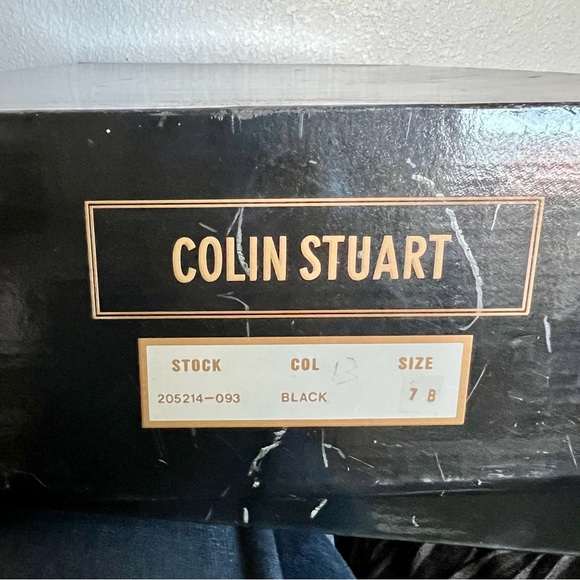 COLIN STUART
STOCK COL SIZE
205214-093 BLACK 7 B